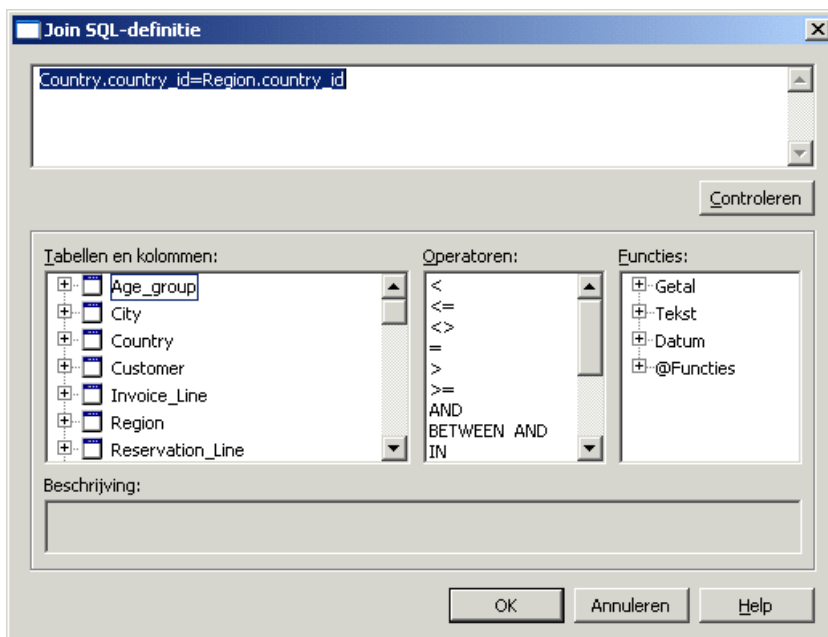 Join SQL-definitie
Country.country_id=Region.country_id
Controleren
Tabellen en kolommen:
Age_group
City
Country
Customer
Invoice_Line
Region
Reservation_Line
Operatoren:
<
<=
<>
=
>
>=
AND
BETWEEN AND
IN
Functies:
Getal
Tekst
Datum
@Functies
Beschrijving:
OK
Annuleren
Help